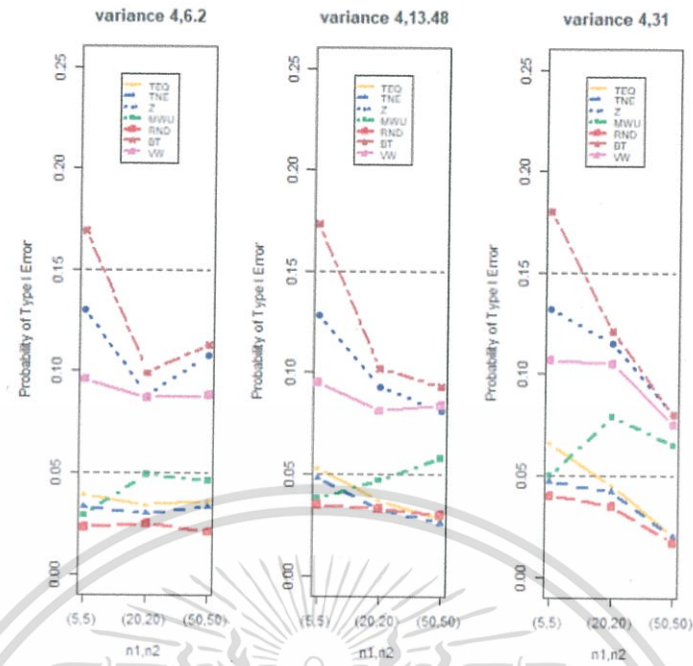 variance 4,6.2
Probability of Type I Error
0.25
0.20
0.15
0.10
0.05
0.00
TEQ
TNE
Z
MWU
RND
BT
VW
(5,5)
(20,20)
(50,50)
n1,n2
variance 4,13.48
Probability of Type I Error
0.25
0.20
0.15
0.10
0.05
0.00
TEQ
TNE
Z
MWU
RND
BT
VW
(5,5)
(20,20)
(50,50)
n1,n2
variance 4,31
Probability of Type I Error
0.25
0.20
0.15
0.10
0.05
0.00
TEQ
TNE
Z
MWU
RND
BT
VW
(5,5)
(20,20)
(50,50)
n1,n2